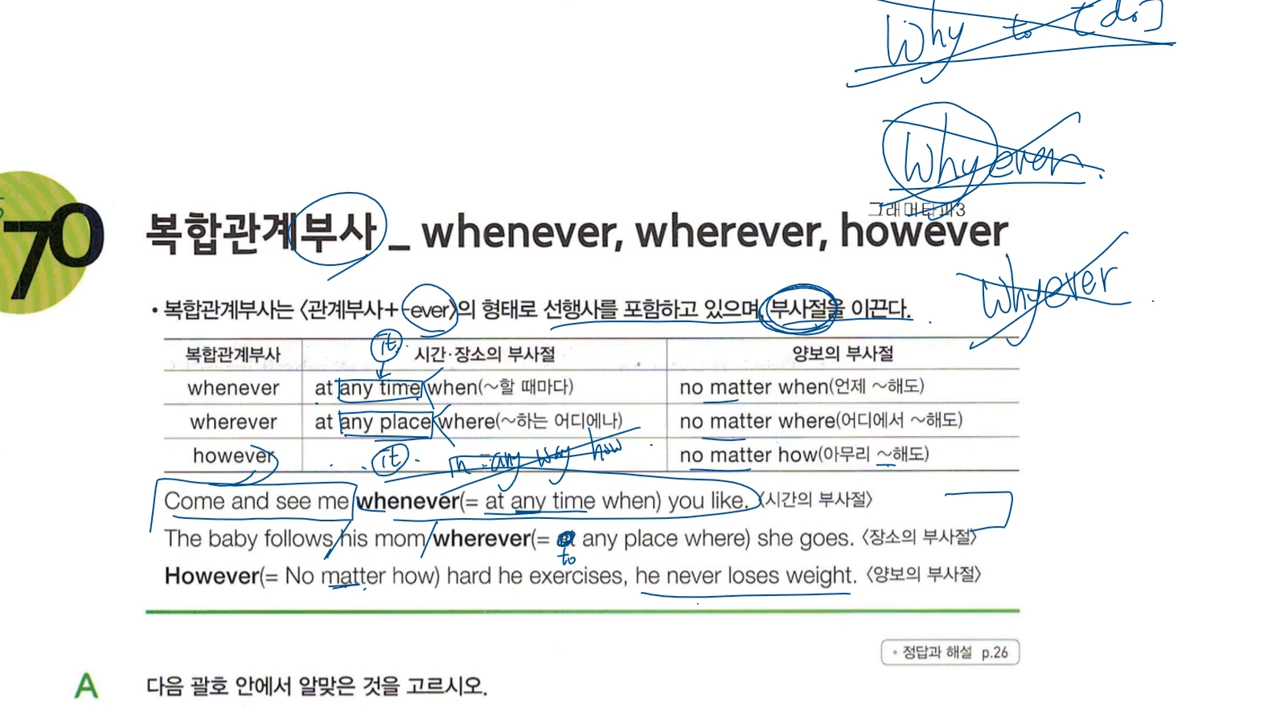 Why to [do]
Whyever
그래머타파3
70 복합관계부사 _ whenever, wherever, however
whyever
• 복합관계부사는 〈관계부사+-ever〉의 형태로 선행사를 포함하고 있으며, 부사절을 이끈다.
it
복합관계부사 시간·장소의 부사절 양보의 부사절
whenever at any time when(~할 때마다) no matter when(언제 ~해도)
wherever at any place where(~하는 어디에나) no matter where(어디에서 ~해도)
however no matter how(아무리 ~해도)
it in any way how
Come and see me whenever(= at any time when) you like. 〈시간의 부사절〉
The baby follows his mom wherever(= at any place where) she goes. 〈장소의 부사절〉
to
However(= No matter how) hard he exercises, he never loses weight. 〈양보의 부사절〉
• 정답과 해설 p.26
A 다음 괄호 안에서 알맞은 것을 고르시오.